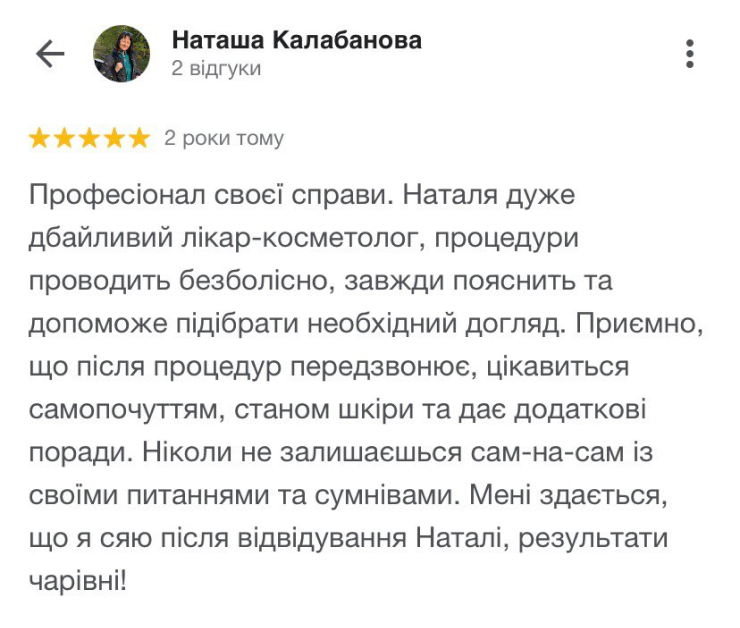 Наташа Калабанова
2 відгуки
2 роки тому
Професіонал своєї справи. Наталя дуже
дбайливий лікар-косметолог, процедури
проводить безболісно, завжди пояснить та
допоможе підібрати необхідний догляд. Приємно,
що після процедур передзвонює, цікавиться
самопочуттям, станом шкіри та дає додаткові
поради. Ніколи не залишаєшься сам-на-сам із
своїми питаннями та сумнівами. Мені здається,
що я сяю після відвідування Наталі, результати
чарівні!